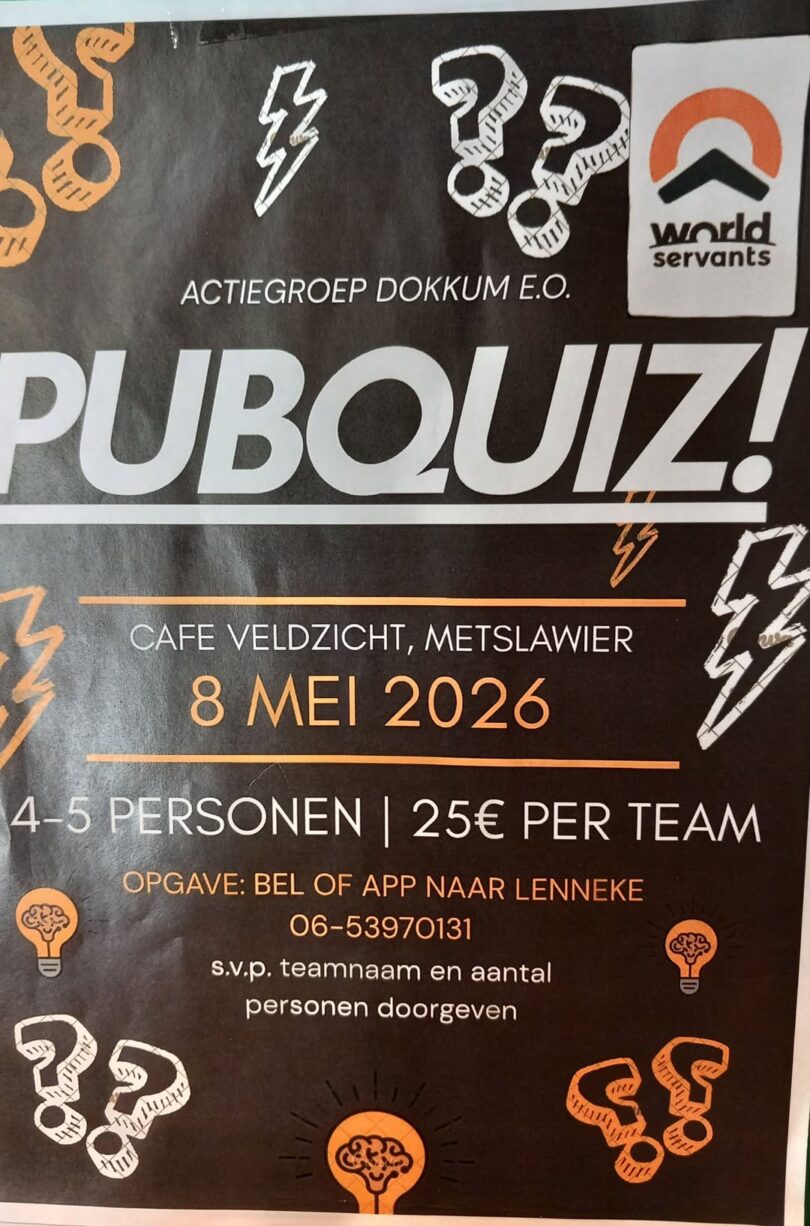 world
servants
ACTIEGROEP DOKKUM E.O.
PUBQUIZ!
CAFE VELDZICHT, METSLAWIER
8 MEI 2026
4-5 PERSONEN | 25€ PER TEAM
OPGAVE: BEL OF APP NAAR LENNEKE
06-53970131
s.v.p. teamnaam en aantal
personen doorgeven